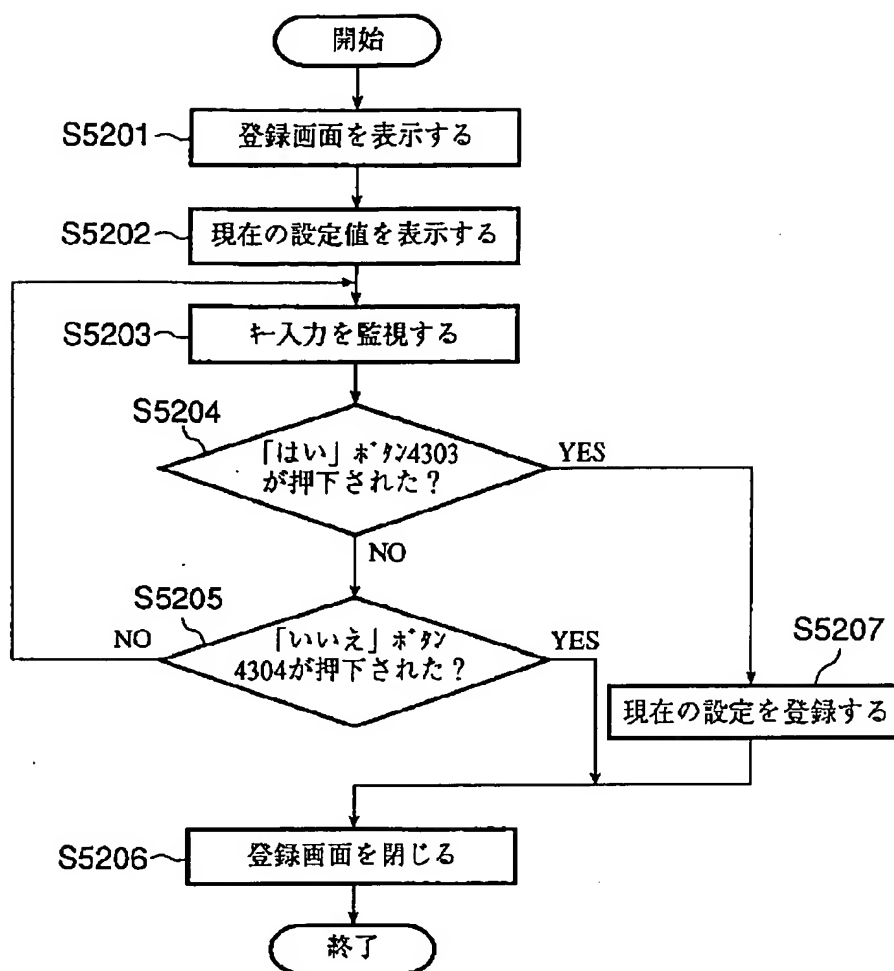 開始
S5201
登録画面を表示する
S5202
現在の設定値を表示する
S5203
キー入力を監視する
S5204
「はい」ボタン4303
が押下された?
YES
NO
S5205
「いいえ」ボタン
4304が押下された?
NO
YES
S5207
現在の設定を登録する
S5206
登録画面を閉じる
終了